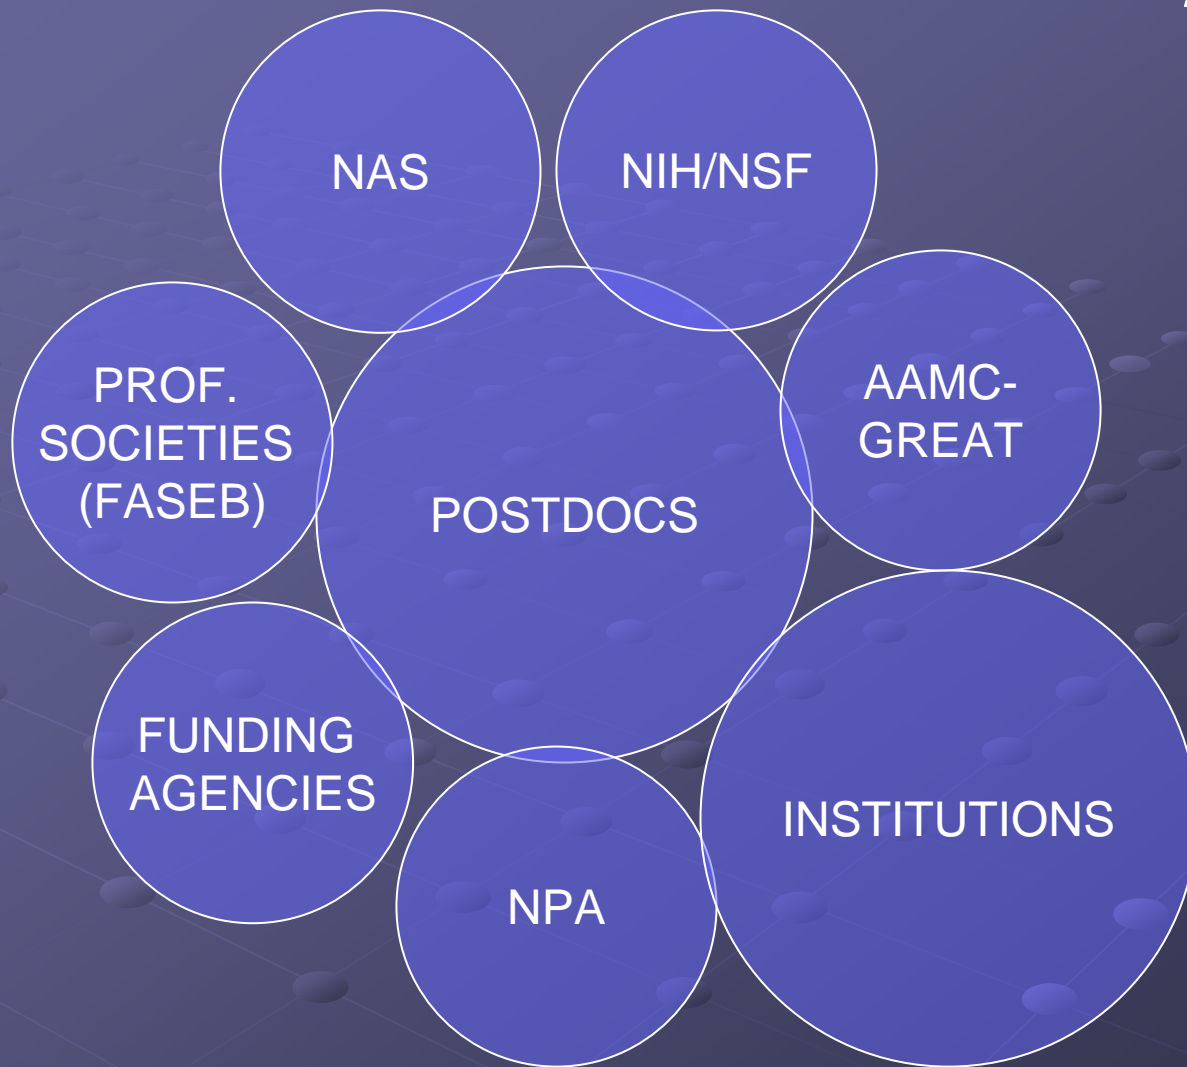 NAS
NIH/NSF
PROF.
SOCIETIES
(FASEB)
AAMC-
GREAT
POSTDOCS
FUNDING
AGENCIES
INSTITUTIONS
NPA